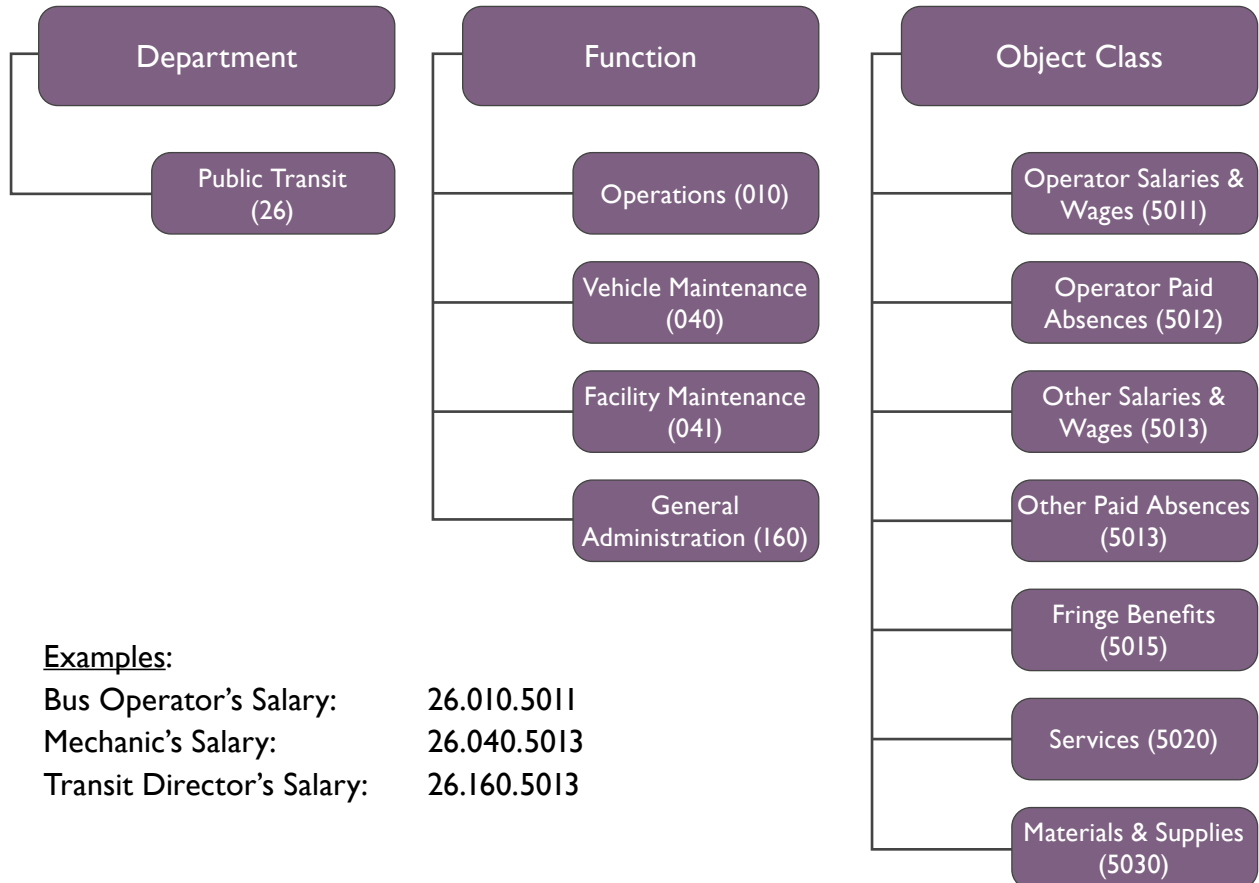 Department
Function
Object Class
Public Transit
(26)
Operations (010)
Vehicle Maintenance
(040)
Facility Maintenance
(041)
General
Administration (160)
Operator Salaries &
Wages (5011)
Operator Paid
Absences (5012)
Other Salaries &
Wages (5013)
Other Paid Absences
(5013)
Fringe Benefits
(5015)
Services (5020)
Materials & Supplies
(5030)
Examples:
Bus Operator’s Salary: 26.010.5011
Mechanic’s Salary: 26.040.5013
Transit Director’s Salary: 26.160.5013